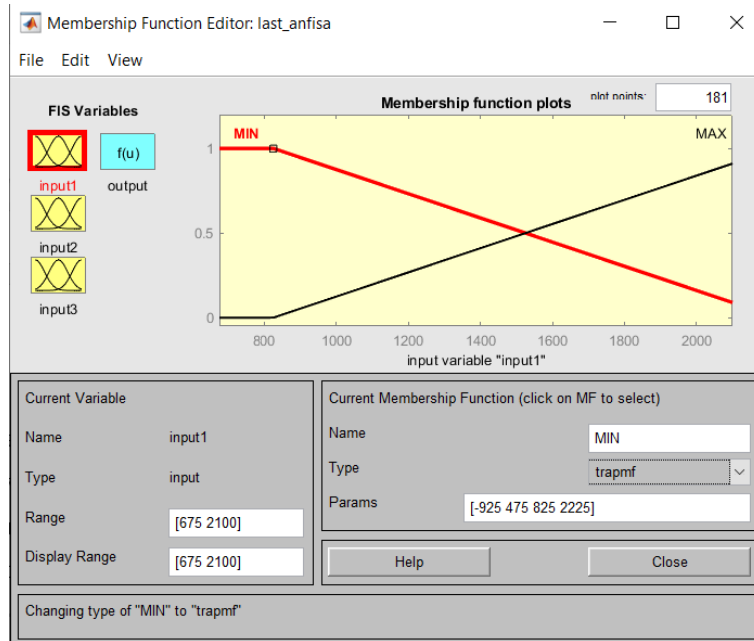 Membership Function Editor: last_anfisa
File Edit View
FIS Variables
Membership function plots
plot points:
181
f(u)
input1
output
input2
input3
MIN
MAX
1
0.5
0
800 1000 1200 1400 1600 1800 2000
input variable "input1"
Current Variable
Name input1
Type input
Range [675 2100]
Display Range [675 2100]
Current Membership Function (click on MF to select)
Name MIN
Type trapmf
Params [-925 475 825 2225]
Help Close
Changing type of "MIN" to "trapmf"